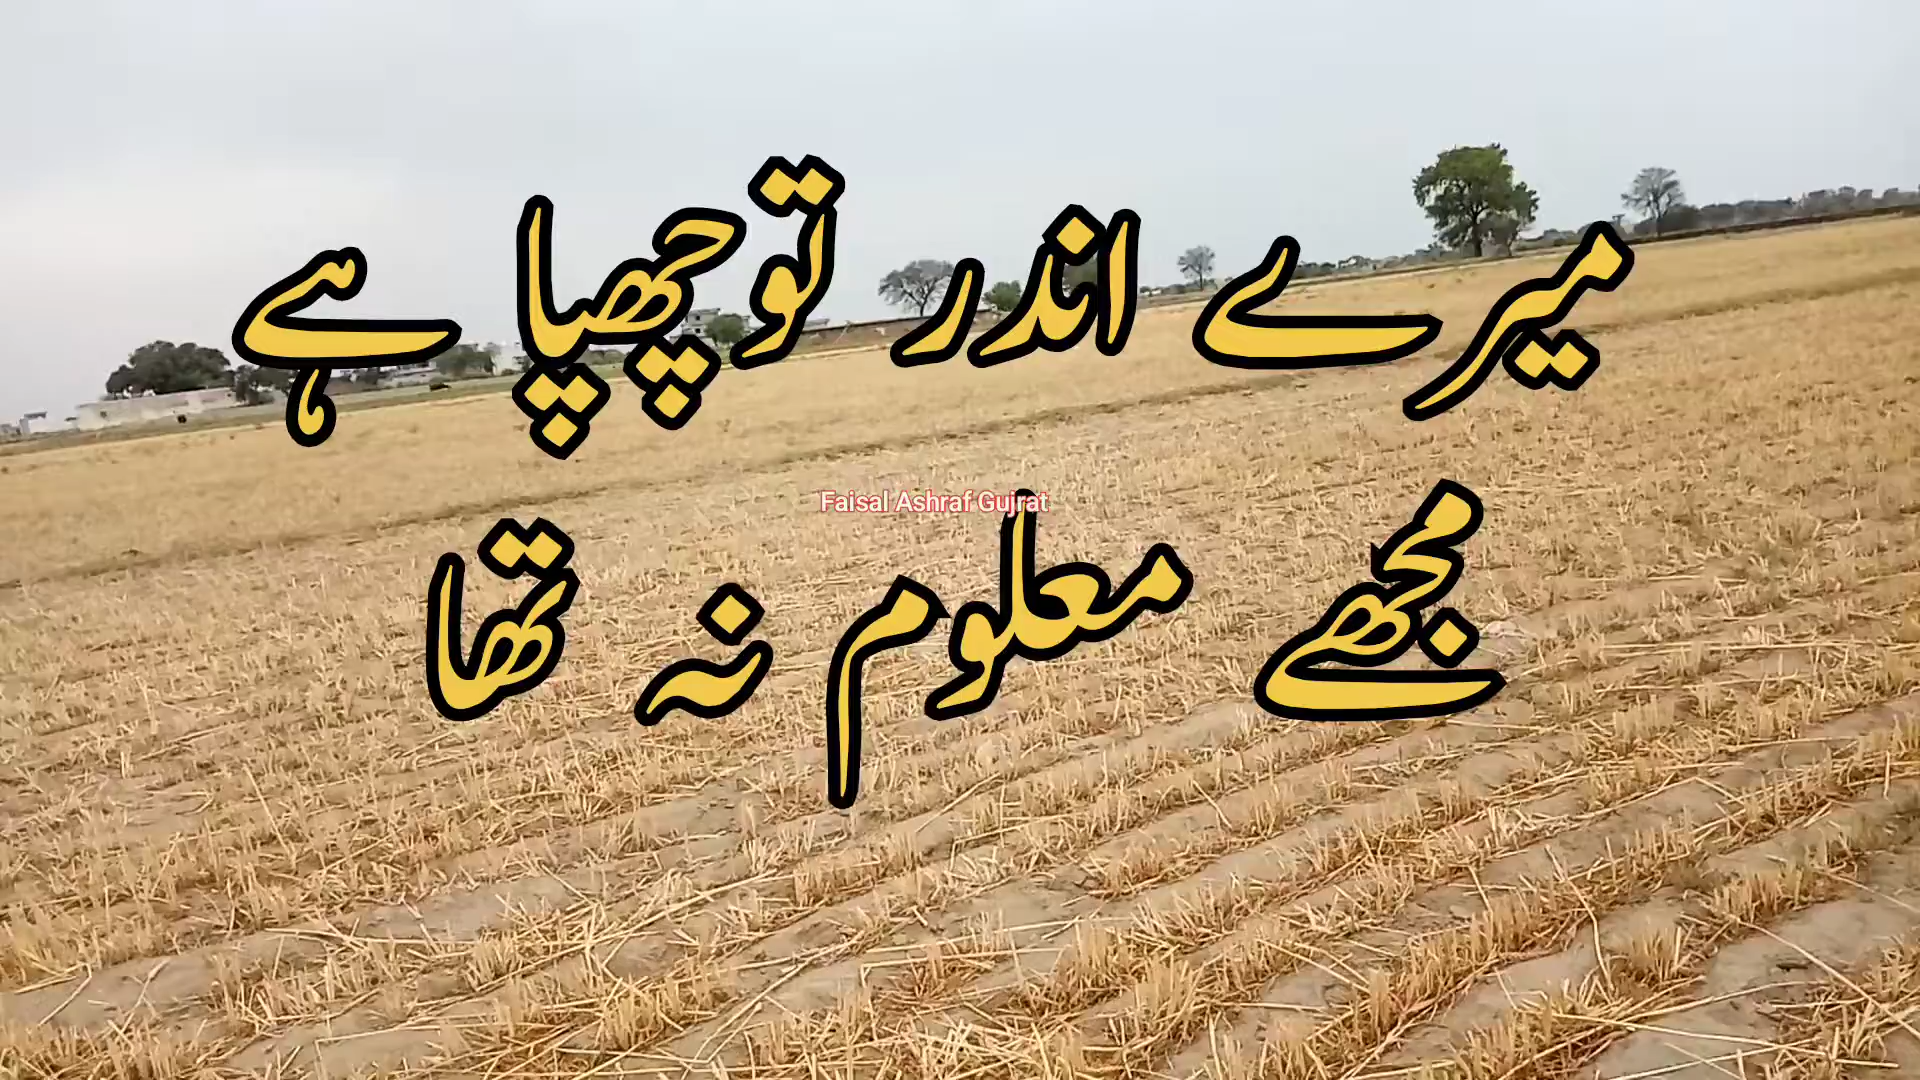 میرے اندر تو چھپا ہے
Faisal Ashraf Gujrat
مجھے معلوم نہ تھا